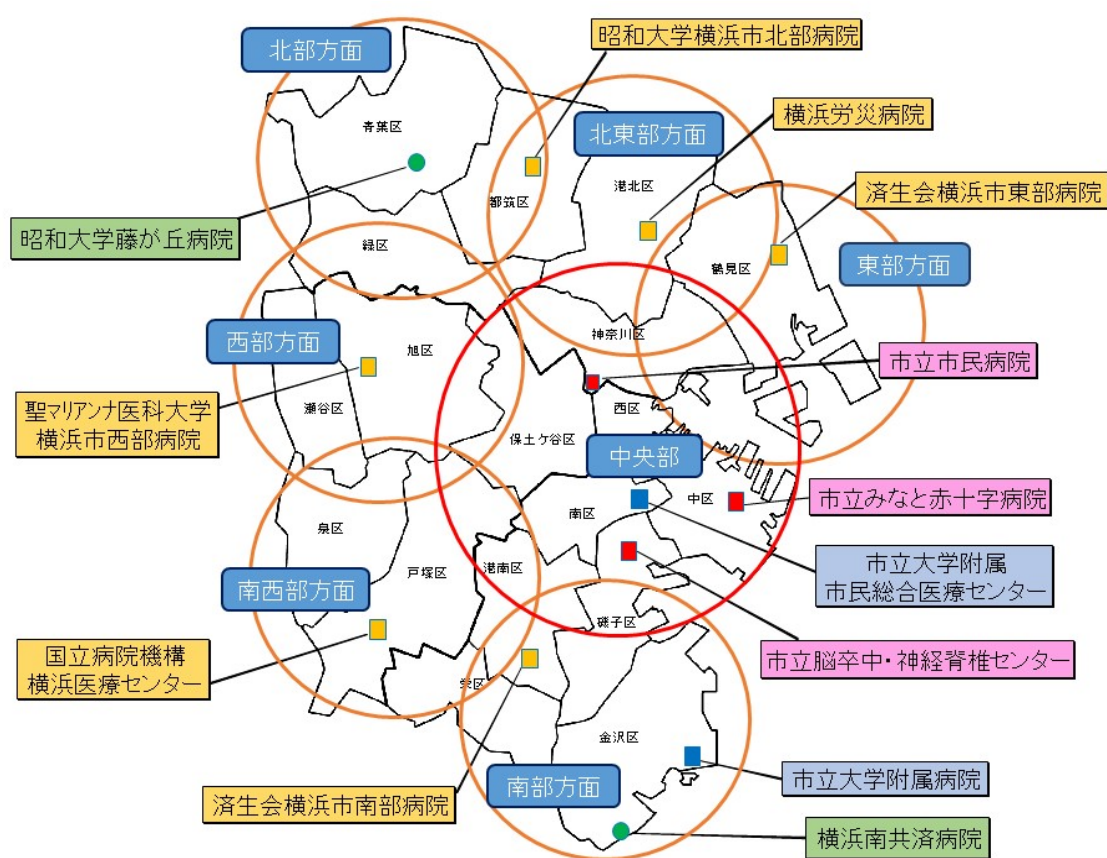 北部方面
昭和大学横浜市北部病院
横浜労災病院
北東部方面
青葉区
港北区
都筑区
済生会横浜市東部病院
昭和大学藤が丘病院
緑区
鶴見区
東部方面
西部方面
旭区
神奈川区
市立市民病院
瀬谷区
西区
聖マリアンナ医科大学
横浜市西部病院
保土ケ谷区
中央部
中区
市立みなと赤十字病院
南区
泉区
戸塚区
港南区
市立大学附属
市民総合医療センター
南西部方面
磯子区
国立病院機構
横浜医療センター
市立脳卒中・神経脊椎センター
栄区
金沢区
市立大学附属病院
南部方面
済生会横浜市南部病院
横浜南共済病院